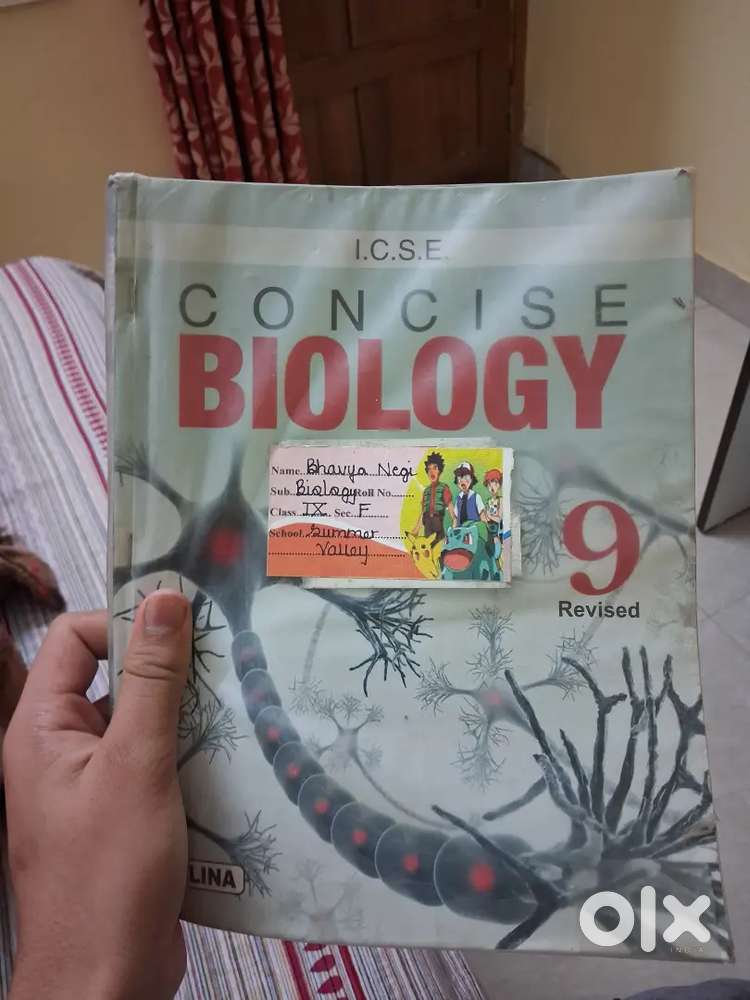 I.C.S.E.
CONCISE
BIOLOGY
Name..Bhavya Negi
Sub..Biology Roll No........
Class..IX.. Sec..F........
School..Summer........
Valley
9
Revised
LINA
olx
INDIA